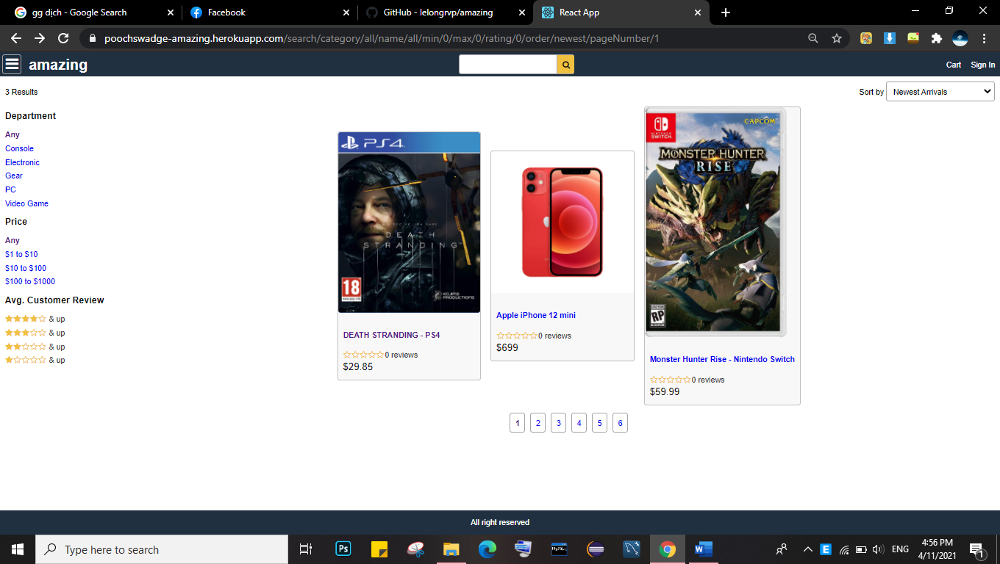 gg dịch - Google Search
Facebook
GitHub - lelongrvp/amazing
React App
poochswadge-amazing.herokuapp.com/search/category/all/name/all/min/0/max/0/rating/0/order/newest/pageNumber/1
amazing
Cart
Sign In
3 Results
Sort by
Newest Arrivals
Department
Any
Console
Electronic
Gear
PC
Video Game
Price
Any
$1 to $10
$10 to $100
$100 to $1000
Avg. Customer Review
& up
& up
& up
& up
PS4
DEATH
STRANDING
18
KOJIMA
PRODUCTIONS
DEATH STRANDING - PS4
0 reviews
$29.85
Apple iPhone 12 mini
0 reviews
$699
NINTENDO
SWITCH
CAPCOM
MONSTER HUNTER
RISE
RP
Monster Hunter Rise - Nintendo Switch
0 reviews
$59.99
1
2
3
4
5
6
All right reserved
Type here to search
Ps
MySQL
W
E
ENG
4:56 PM
4/11/2021
1